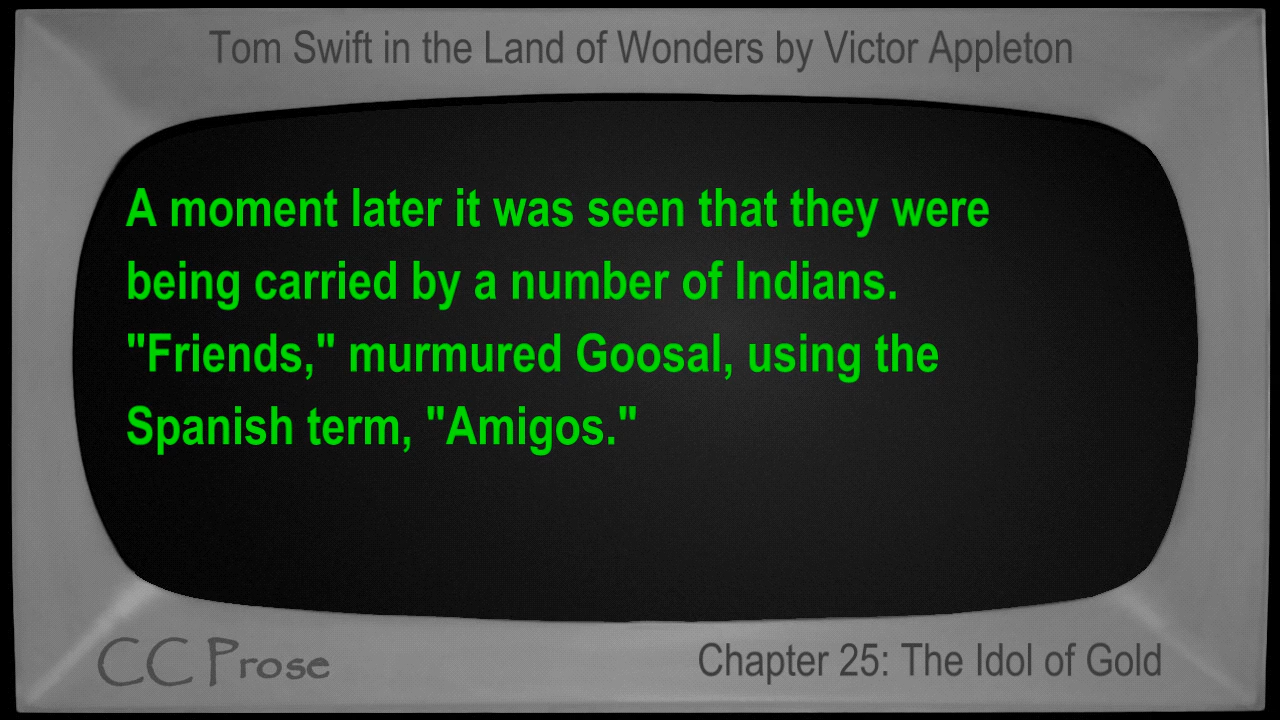 Tom Swift in the Land of Wonders by Victor Appleton
A moment later it was seen that they were
being carried by a number of Indians.
"Friends," murmured Goosal, using the
Spanish term, "Amigos."
CC Prose
Chapter 25: The Idol of Gold